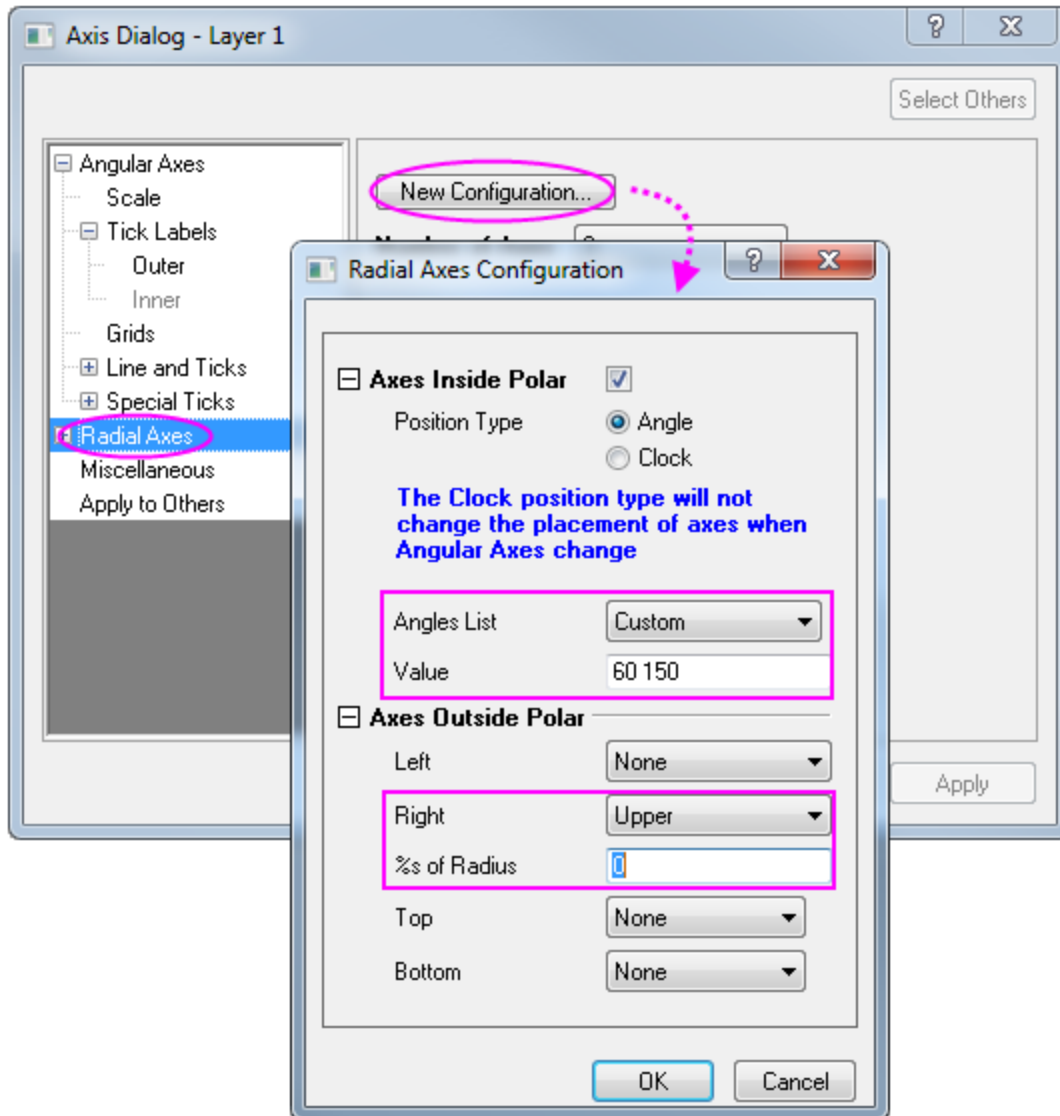 Axis Dialog - Layer 1
Select Others
Angular Axes
Scale
Tick Labels
Outer
Inner
Grids
Line and Ticks
Special Ticks
Radial Axes
Miscellaneous
Apply to Others
New Configuration...
Radial Axes Configuration
Axes Inside Polar
Position Type
Angle
Clock
The Clock position type will not
change the placement of axes when
Angular Axes change
Angles List Custom
Value 60 150
Axes Outside Polar
Left None
Right Upper
%s of Radius 0
Top None
Bottom None
OK Cancel
Apply